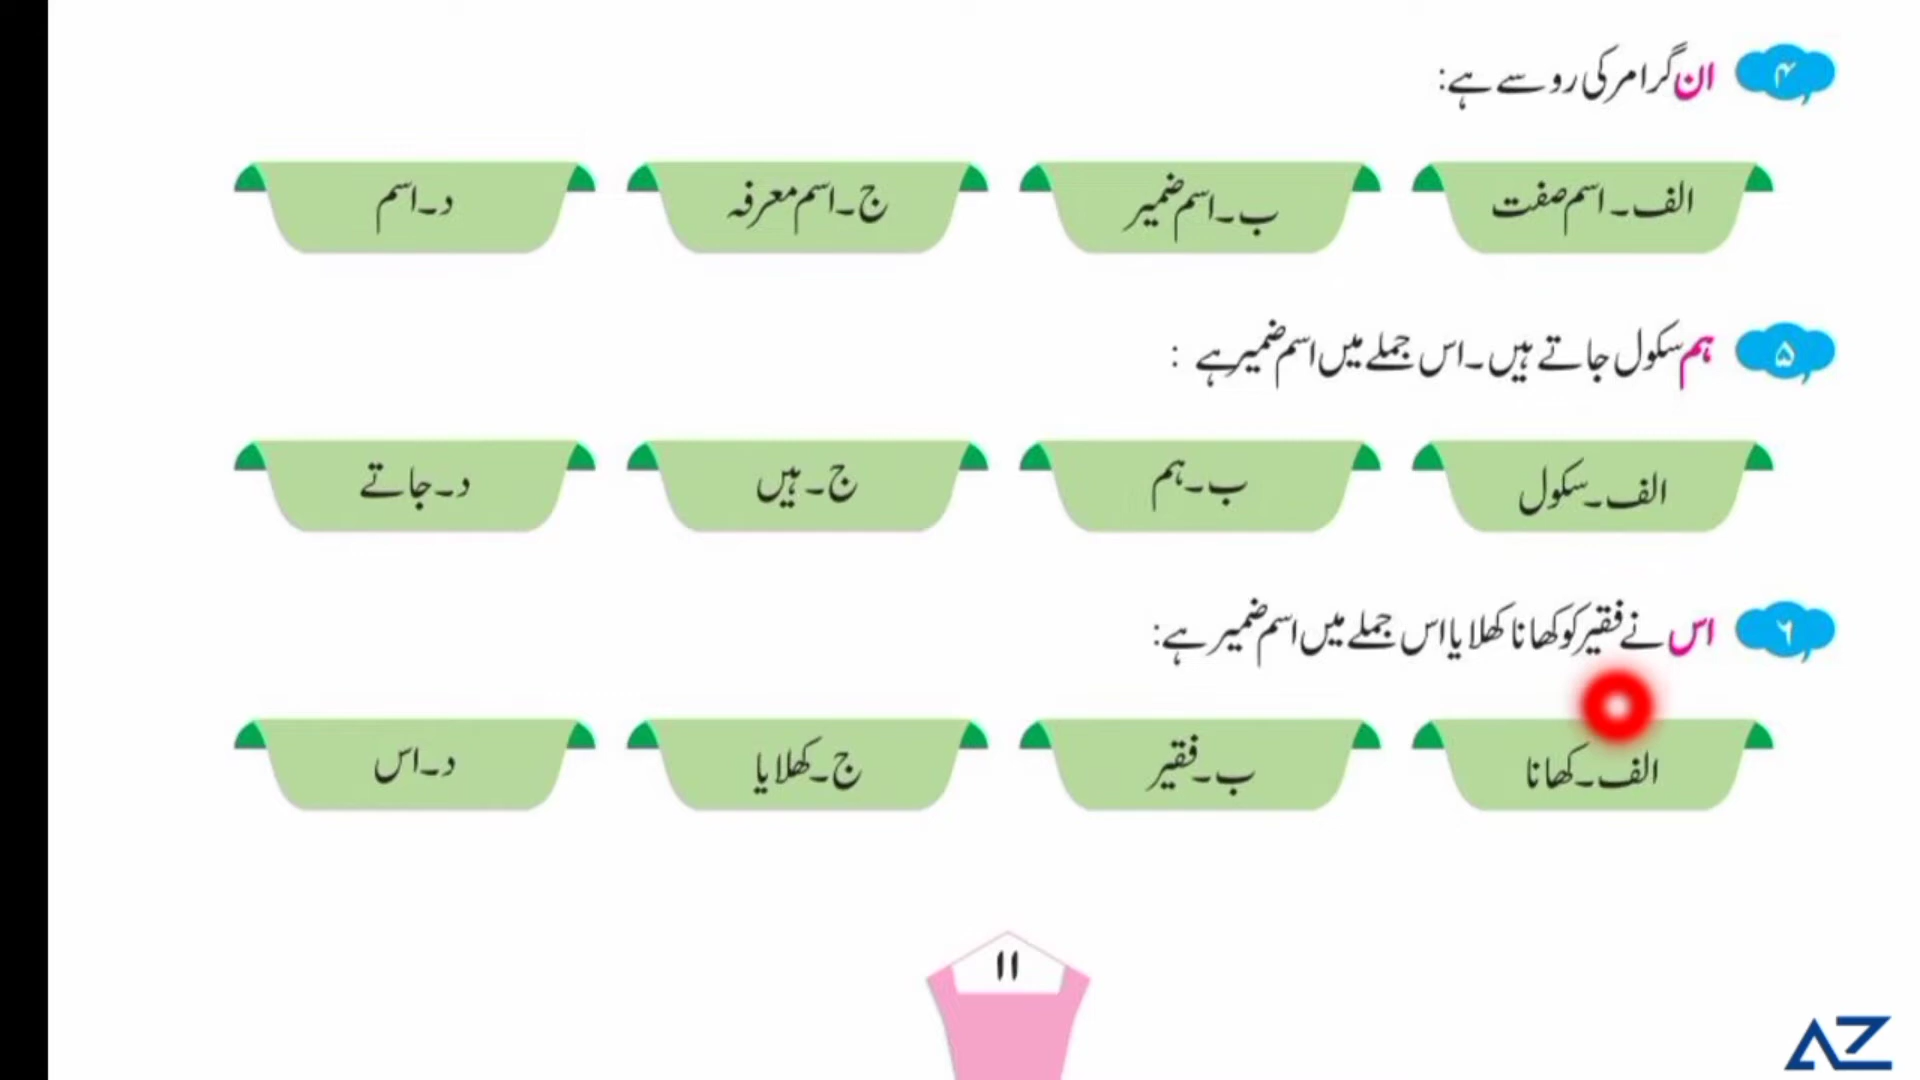 ۴ ان گرامر کی رو سے ہے:
الف۔ اسم صفت ب۔ اسم ضمیر ج۔ اسم معرفہ د۔ اسم
۵ ہم سکول جاتے ہیں۔ اس جملے میں اسم ضمیر ہے :
الف۔ سکول ب۔ ہم ج۔ ہیں د۔ جاتے
۶ اس نے فقیر کو کھانا کھلایا اس جملے میں اسم ضمیر ہے:
الف۔ کھانا ب۔ فقیر ج۔ کھلایا د۔ اس
۱۱
AZ